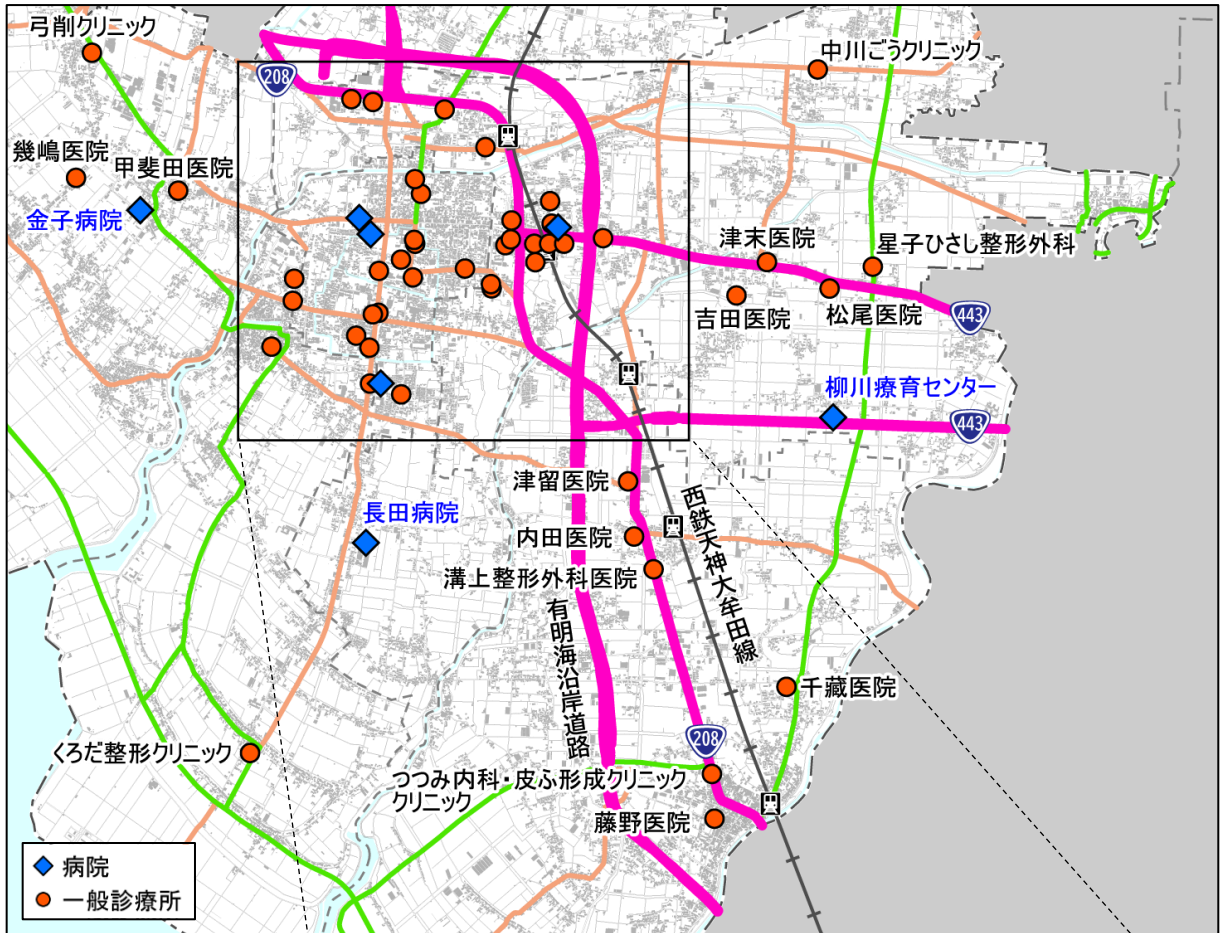 弓削クリニック
中川ごうクリニック
208
幾嶋医院
甲斐田医院
金子病院
津末医院
星子ひさし整形外科
吉田医院
松尾医院
443
柳川療育センター
443
津留医院
長田病院
内田医院
溝上整形外科医院
西鉄天神大牟田線
有明海沿岸道路
千蔵医院
208
くろだ整形クリニック
つつみ内科・皮ふ形成クリニック
クリニック
藤野医院
病院
一般診療所